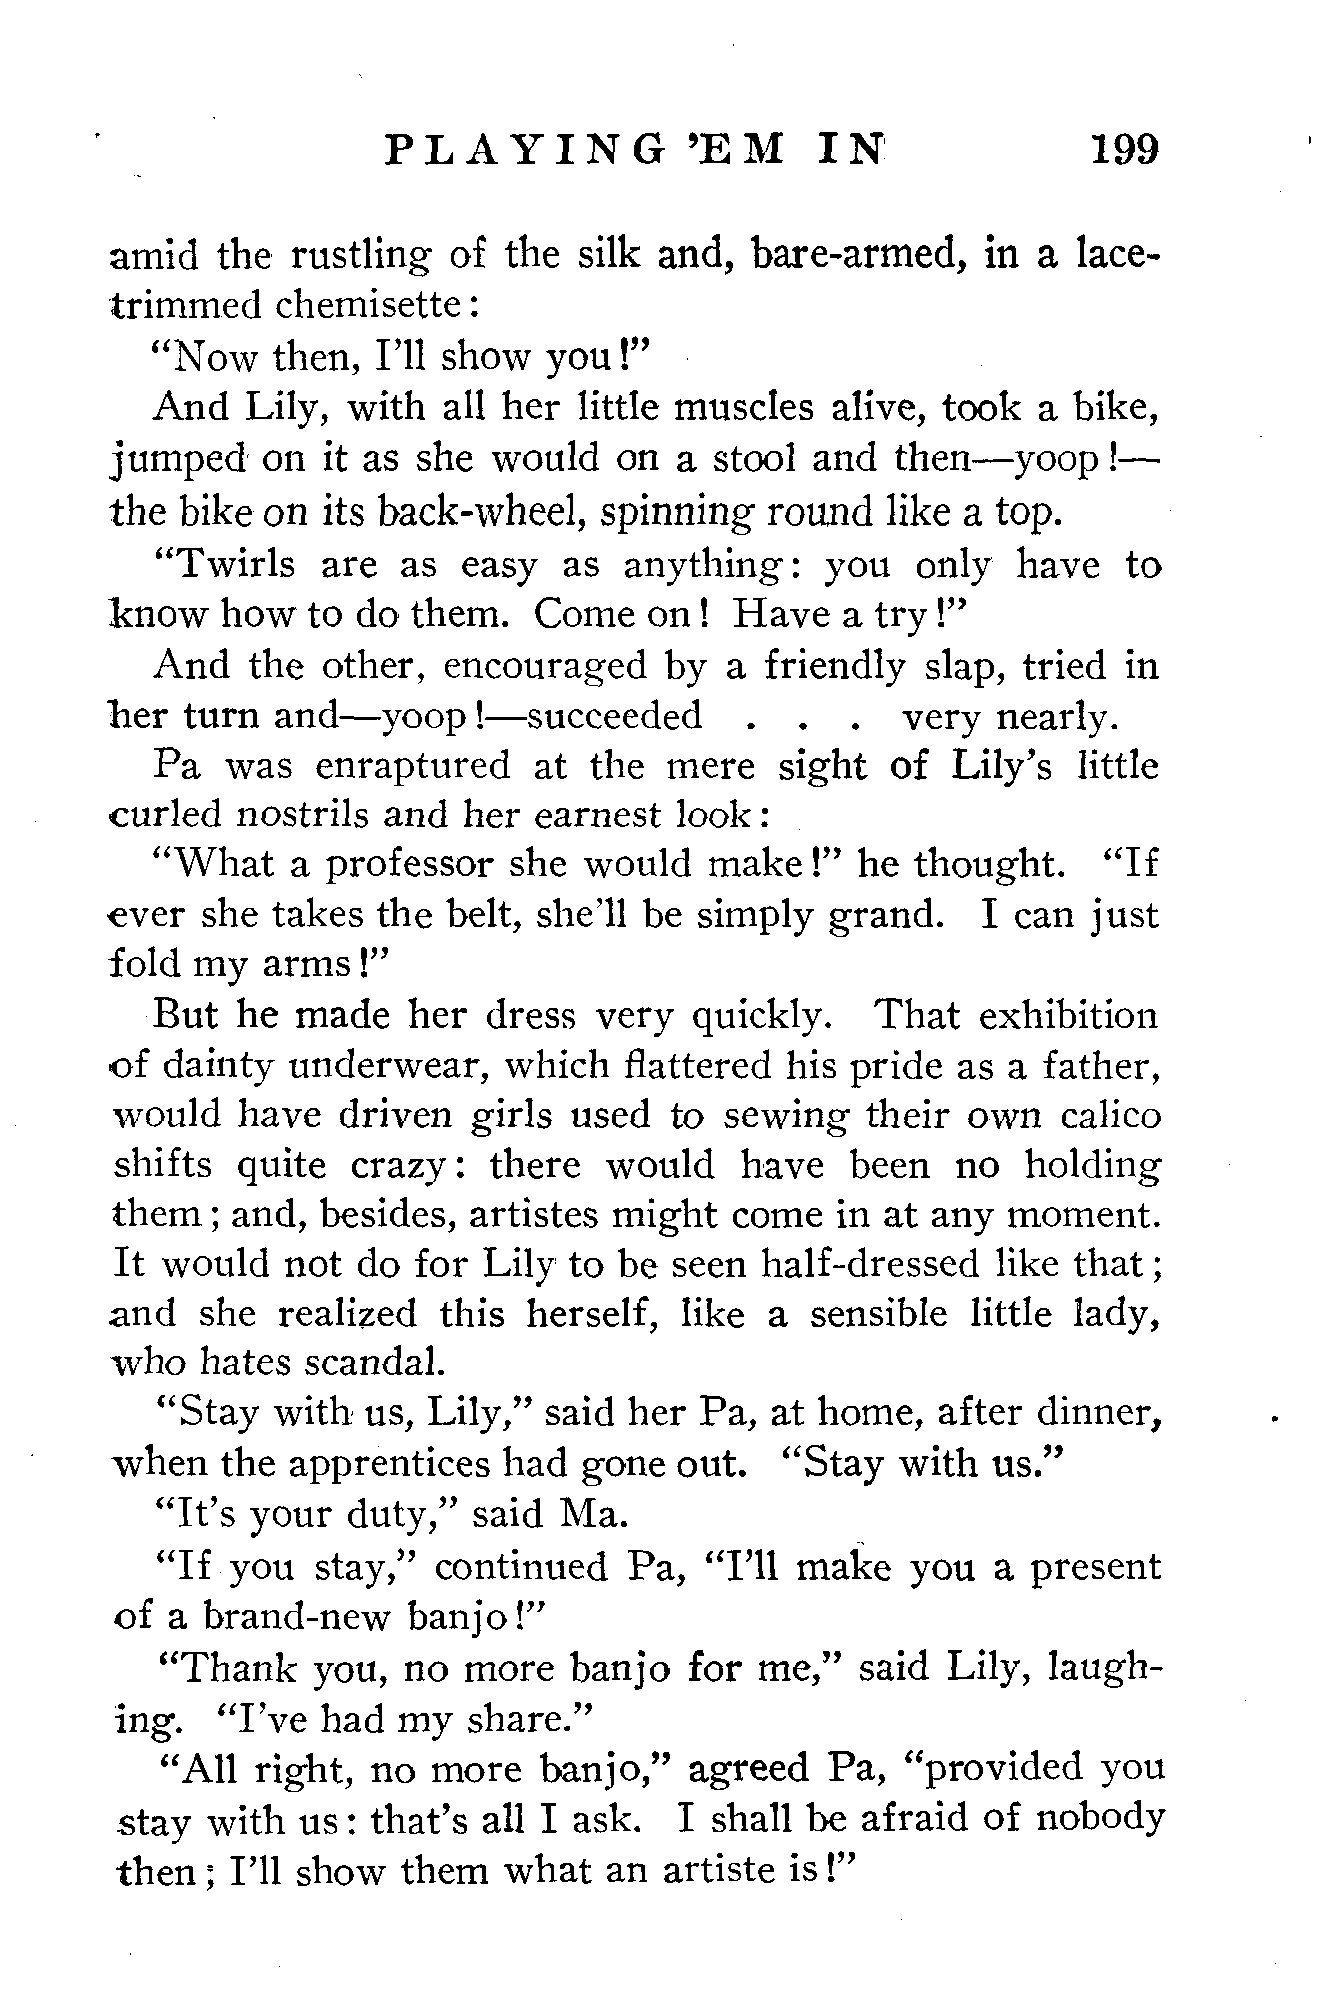 PLAYING 'EM IN 199
amid the rustling of the silk and, bare-armed, in a lace-
trimmed chemisette:
"Now then, I'll show you!"
And Lily, with all her little muscles alive, took a bike,
jumped on it as she would on a stool and then—yoop!—
the bike on its back-wheel, spinning round like a top.
"Twirls are as easy as anything: you only have to
know how to do them. Come on! Have a try!"
And the other, encouraged by a friendly slap, tried in
her turn and—yoop!—succeeded . . . very nearly.
Pa was enraptured at the mere sight of Lily's little
curled nostrils and her earnest look:
"What a professor she would make!" he thought. "If
ever she takes the belt, she'll be simply grand. I can just
fold my arms!"
But he made her dress very quickly. That exhibition
of dainty underwear, which flattered his pride as a father,
would have driven girls used to sewing their own calico
shifts quite crazy: there would have been no holding
them; and, besides, artistes might come in at any moment.
It would not do for Lily to be seen half-dressed like that;
and she realized this herself, like a sensible little lady,
who hates scandal.
"Stay with us, Lily," said her Pa, at home, after dinner,
when the apprentices had gone out. "Stay with us."
"It's your duty," said Ma.
"If you stay," continued Pa, "I'll make you a present
of a brand-new banjo!"
"Thank you, no more banjo for me," said Lily, laugh-
ing. "I've had my share."
"All right, no more banjo," agreed Pa, "provided you
stay with us: that's all I ask. I shall be afraid of nobody
then; I'll show them what an artiste is!"